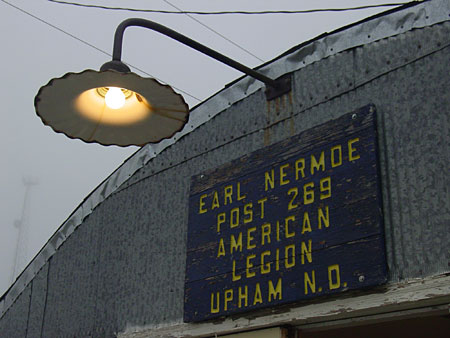 EARL NERMOE
POST 269
AMERICAN
LEGION
UPHAM N.D.